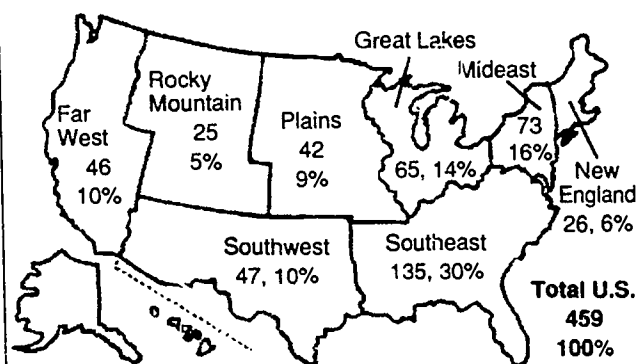 Great Lakes
Mideast
Rocky
Mountain
25
5%
Far
West
46
10%
Plains
42
9%
65, 14%
73
16%
New
England
26, 6%
Southwest
47, 10%
Southeast
135, 30%
Total U.S.
459
100%